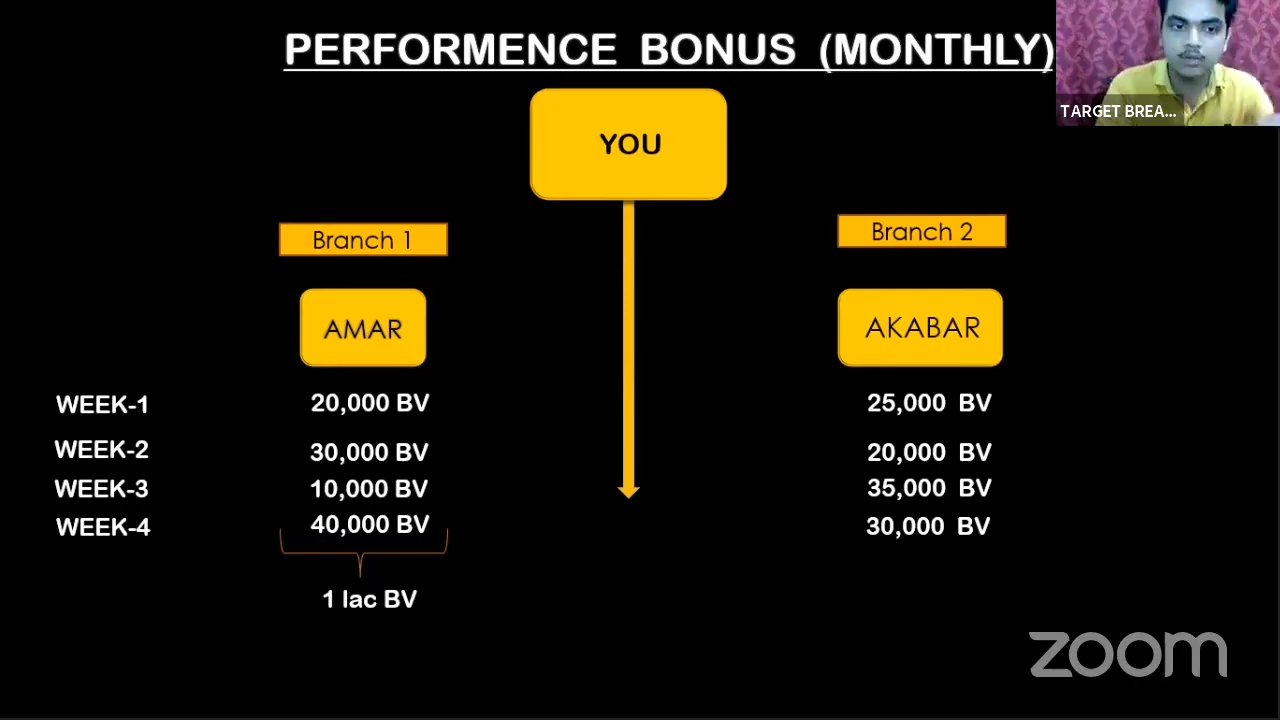 PERFORMENCE BONUS (MONTHLY)
TARGET BREA...
YOU
Branch 1
Branch 2
AMAR
AKABAR
WEEK-1 20,000 BV 25,000 BV
WEEK-2 30,000 BV 20,000 BV
WEEK-3 10,000 BV 35,000 BV
WEEK-4 40,000 BV 30,000 BV
1 lac BV
zoom